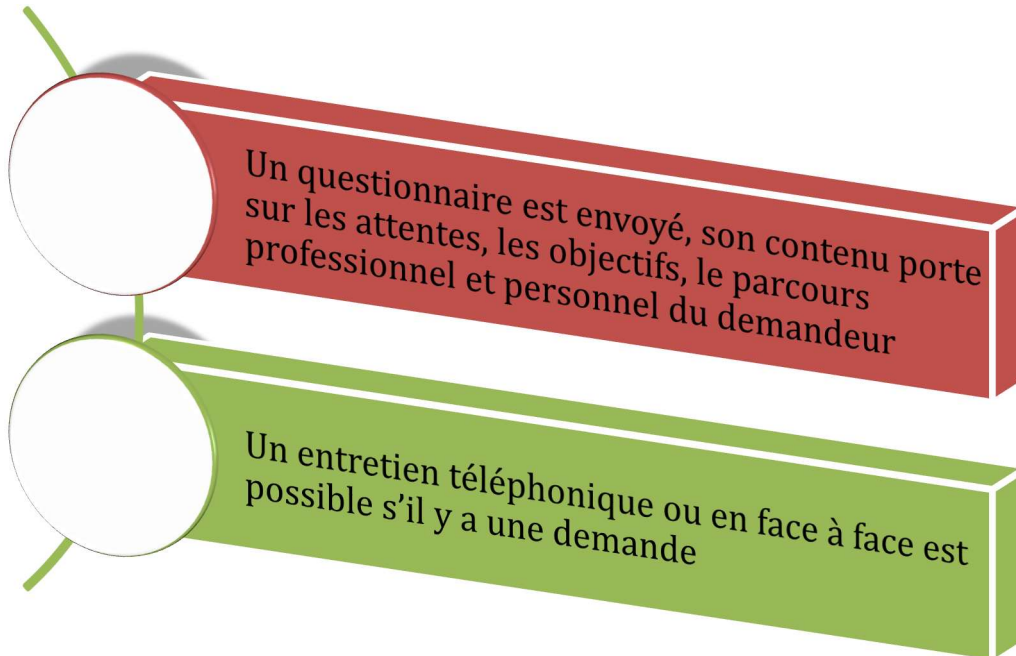 Un questionnaire est envoyé, son contenu porte
sur les attentes, les objectifs, le parcours
professionnel et personnel du demandeur
Un entretien téléphonique ou en face à face est
possible s’il y a une demande